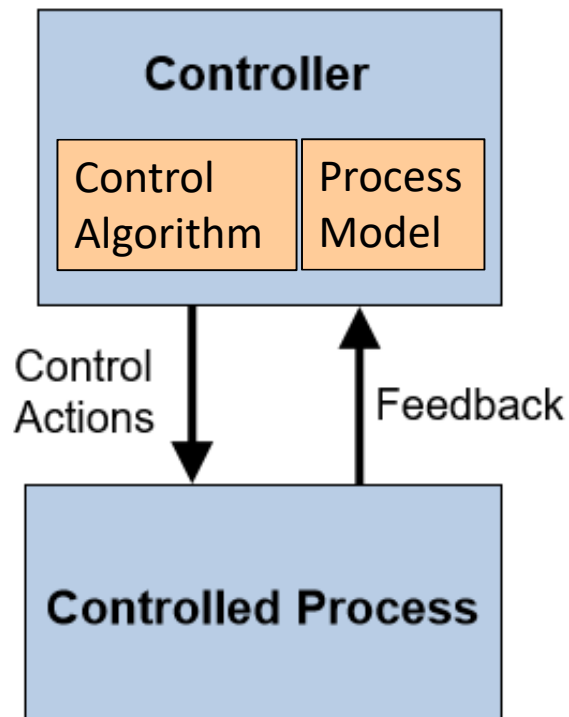 Controller
Control
Algorithm
Process
Model
Control
Actions
Feedback
Controlled Process